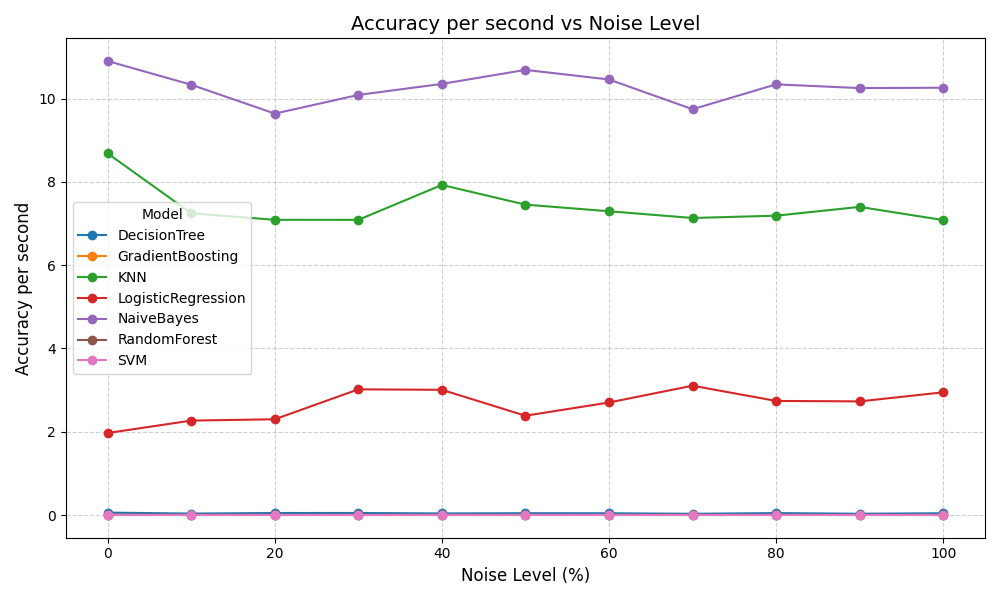 Accuracy per second vs Noise Level
Accuracy per second
10
8
6
4
2
0
Model
DecisionTree
GradientBoosting
KNN
LogisticRegression
NaiveBayes
RandomForest
SVM
0
20
40
60
80
100
Noise Level (%)